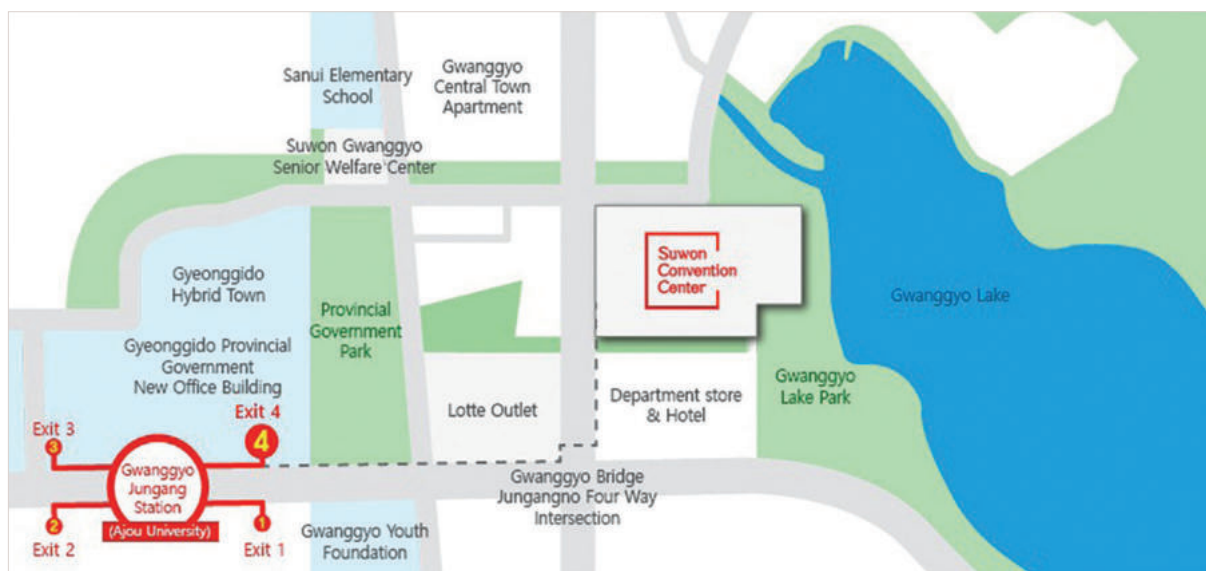 Sanui Elementary
School
Gwanggyo
Central Town
Apartment
Suwon Gwanggyo
Senior Welfare Center
Suwon
Convention
Center
Gyeonggido
Hybrid Town
Gwanggyo Lake
Provincial
Government
Park
Gyeonggido Provincial
Government
New Office Building
Lotte Outlet
Department store
& Hotel
Gwanggyo
Lake Park
Exit 4
4
Exit 3
3
Gwanggyo
Jungang
Station
(Ajou University)
2
Exit 2
1
Exit 1
Gwanggyo Bridge
Jungangno Four Way
Intersection
Gwanggyo Youth
Foundation